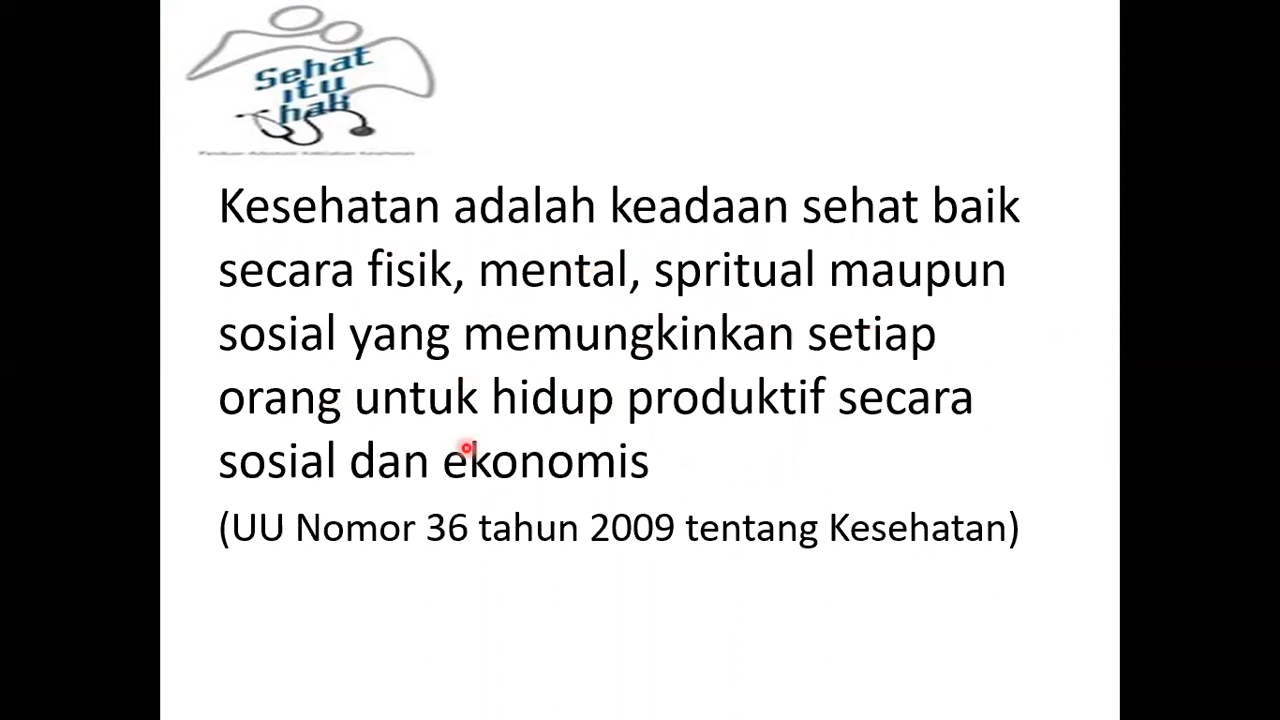 Sehat
itu
hak
Kesehatan adalah keadaan sehat baik
secara fisik, mental, spritual maupun
sosial yang memungkinkan setiap
orang untuk hidup produktif secara
sosial dan ekonomis
(UU Nomor 36 tahun 2009 tentang Kesehatan)